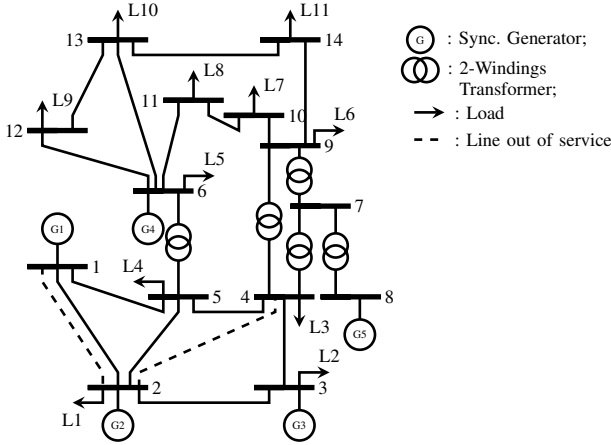 L10
L11
13
14
G : Sync. Generator;
: 2-Windings
Transformer;
: Load
: Line out of service
L8
L7
L9
11
10
12
L6
9
L5
6
G1
G4
7
1
L4
5
4
8
L3
G5
L2
2
3
L1
G2
G3